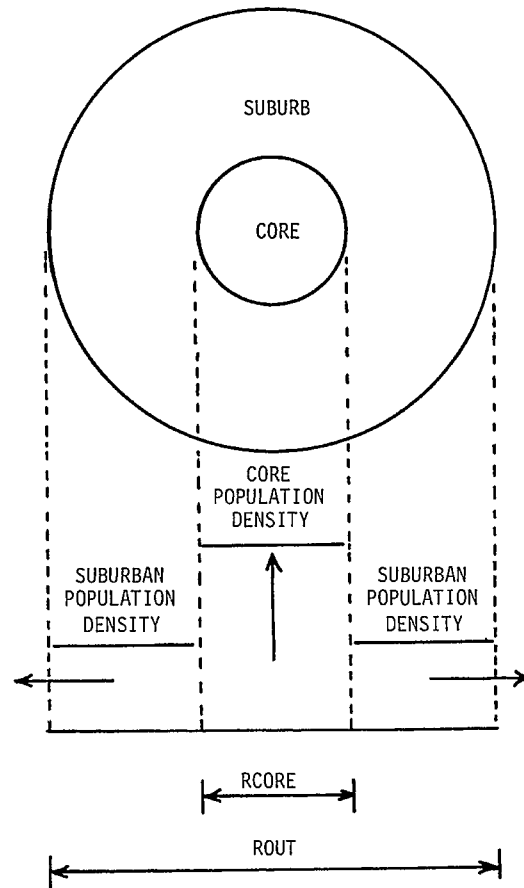 SUBURB
CORE
CORE
POPULATION
DENSITY
SUBURBAN
POPULATION
DENSITY
SUBURBAN
POPULATION
DENSITY
RCORE
ROUT